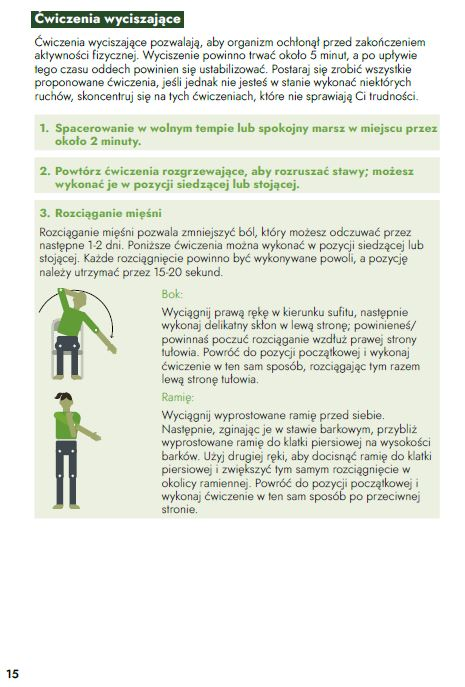 Ćwiczenia wyciszające
Ćwiczenia wyciszające pozwalają, aby organizm ochłonął przed zakończeniem
aktywności fizycznej. Wyciszenie powinno trwać około 5 minut, a po upływie
tego czasu oddech powinien się ustabilizować. Postaraj się zrobić wszystkie
proponowane ćwiczenia, jeśli jednak nie jesteś w stanie wykonać niektórych
ruchów, skoncentruj się na tych ćwiczeniach, które nie sprawiają Ci trudności.
1. Spacerowanie w wolnym tempie lub spokojny marsz w miejscu przez
około 2 minuty.
2. Powtórz ćwiczenia rozgrzewające, aby rozruszać stawy; możesz
wykonać je w pozycji siedzącej lub stojącej.
3. Rozciąganie mięśni
Rozciąganie mięśni pozwala zmniejszyć ból, który możesz odczuwać przez
następne 1-2 dni. Poniższe ćwiczenia można wykonać w pozycji siedzącej lub
stojącej. Każde rozciągnięcie powinno być wykonywane powoli, a pozycję
należy utrzymać przez 15-20 sekund.
Bok:
Wyciągnij prawą rękę w kierunku sufitu, następnie
wykonaj delikatny skłon w lewą stronę; powinieneś/
powinnaś poczuć rozciąganie wzdłuż prawej strony
tułowia. Powróć do pozycji początkowej i wykonaj
ćwiczenie w ten sam sposób, rozciągając tym razem
lewą stronę tułowia.
Ramię:
Wyciągnij wyprostowane ramię przed siebie.
Następnie, zginając je w stawie barkowym, przybliż
wyprostowane ramię do klatki piersiowej na wysokości
barków. Użyj drugiej ręki, aby docisnąć ramię do klatki
piersiowej i zwiększyć tym samym rozciągnięcie w
okolicy ramiennej. Powróć do pozycji początkowej i
wykonaj ćwiczenie w ten sam sposób po przeciwnej
stronie.
15